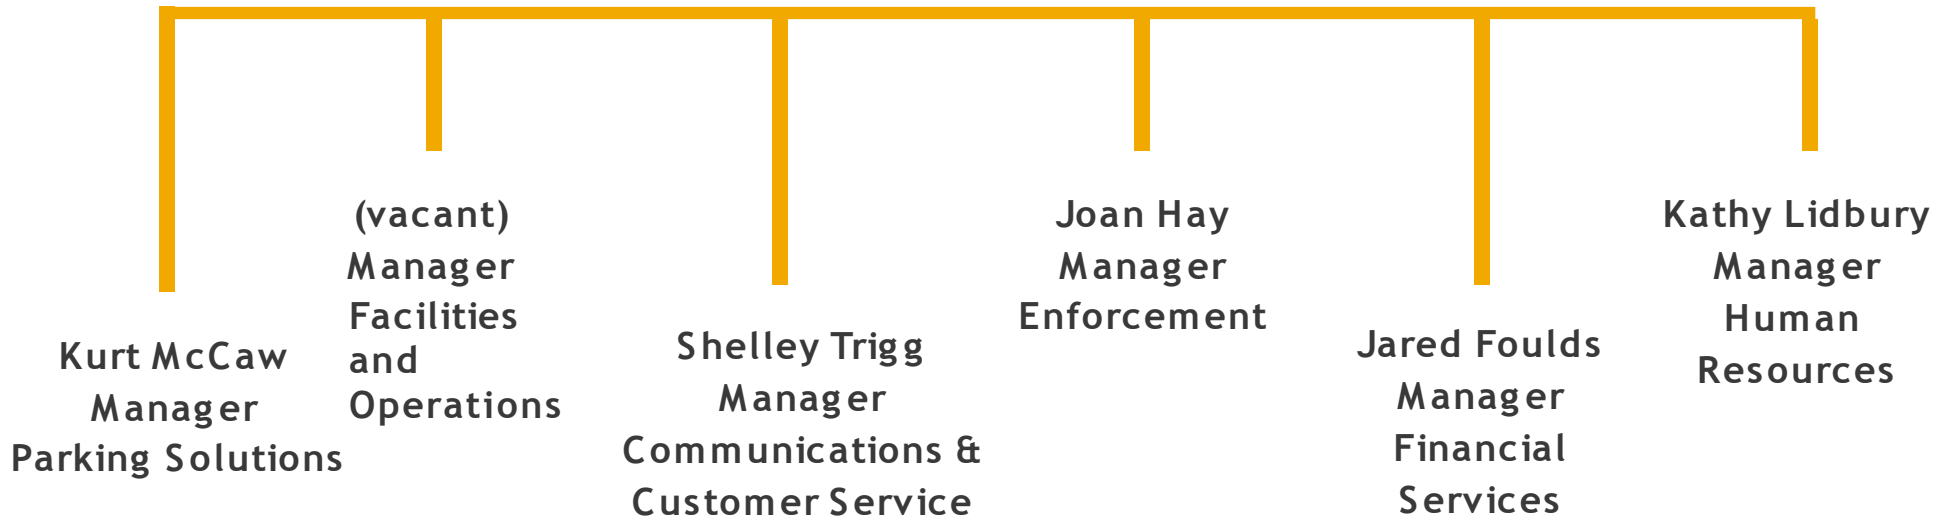 Kurt McCaw
Manager
Parking Solutions
(vacant)
Manager
Facilities
and
Operations
Shelley Trigg
Manager
Communications &
Customer Service
Joan Hay
Manager
Enforcement
Jared Foulds
Manager
Financial
Services
Kathy Lidbury
Manager
Human
Resources